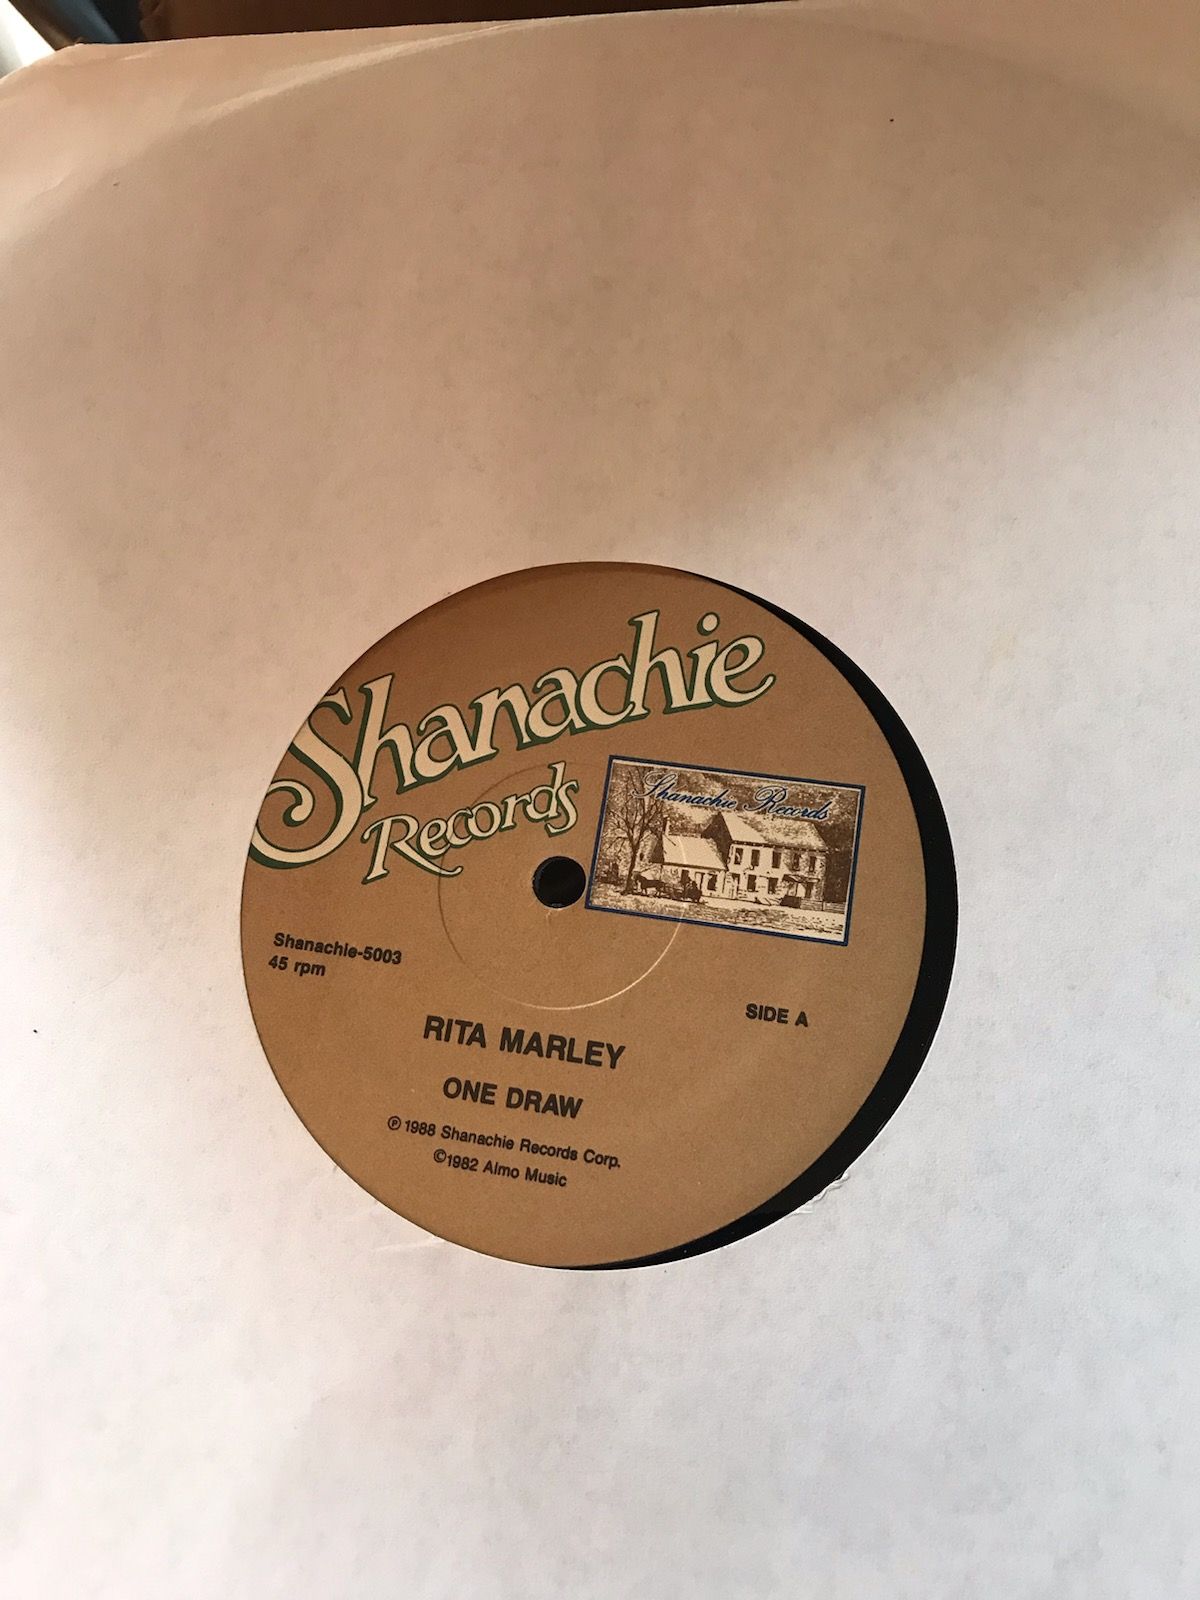 Shanachie
Records
Shanachie Records
Shanachie-5003
45 rpm
SIDE A
RITA MARLEY
ONE DRAW
℗ 1988 Shanachie Records Corp.
©1982 Almo Music